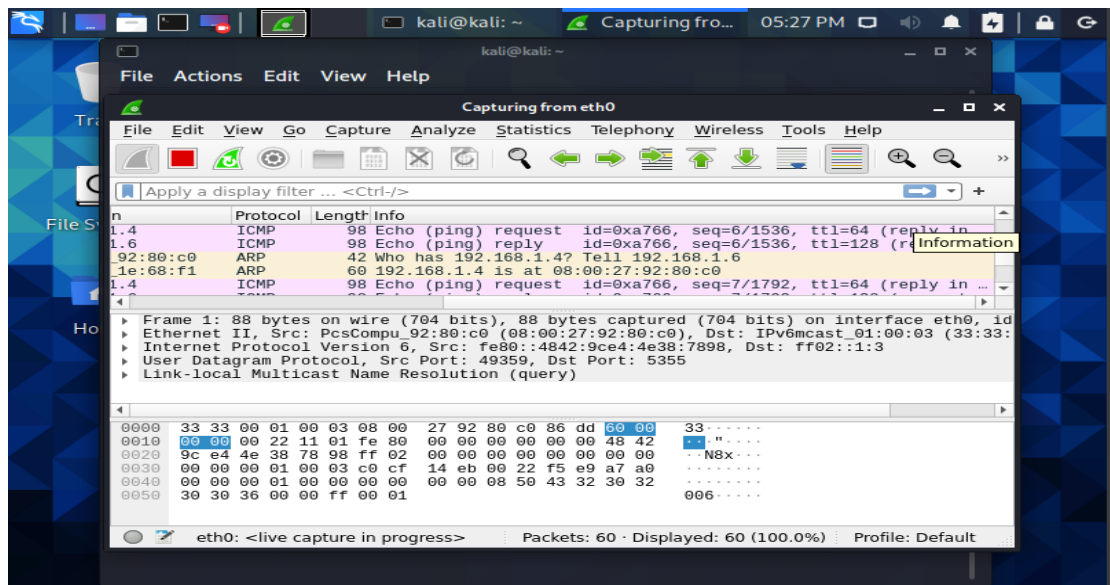 kali@kali: ~ Capturing fro... 05:27 PM
kali@kali: ~
File Actions Edit View Help
Capturing from eth0
File Edit View Go Capture Analyze Statistics Telephony Wireless Tools Help
Apply a display filter ... <Ctrl-/>
n Protocol Length Info
1.4 ICMP 98 Echo (ping) request id=0xa766, seq=6/1536, ttl=64 (reply in
1.6 ICMP 98 Echo (ping) reply id=0xa766, seq=6/1536, ttl=128 (re
Information
_92:80:c0 ARP 42 Who has 192.168.1.4? Tell 192.168.1.6
_1e:68:f1 ARP 60 192.168.1.4 is at 08:00:27:92:80:c0
1.4 ICMP 98 Echo (ping) request id=0xa766, seq=7/1792, ttl=64 (reply in …
Frame 1: 88 bytes on wire (704 bits), 88 bytes captured (704 bits) on interface eth0, id
Ethernet II, Src: PcsCompu_92:80:c0 (08:00:27:92:80:c0), Dst: IPv6mcast_01:00:03 (33:33:
Internet Protocol Version 6, Src: fe80::4842:9ce4:4e38:7898, Dst: ff02::1:3
User Datagram Protocol, Src Port: 49359, Dst Port: 5355
Link-local Multicast Name Resolution (query)
0000 33 33 00 01 00 03 08 00 27 92 80 c0 86 dd 60 00 33······
0010 00 00 00 22 11 01 fe 80 00 00 00 00 00 00 48 42 ···"····
0020 9c e4 4e 38 78 98 ff 02 00 00 00 00 00 00 00 00 ··N8x···
0030 00 00 00 01 00 03 c0 cf 14 eb 00 22 f5 e9 a7 a0 ········
0040 00 00 00 01 00 00 00 00 00 00 08 50 43 32 30 32 ········
0050 30 30 36 00 00 ff 00 01 006·····
eth0: <live capture in progress> Packets: 60 · Displayed: 60 (100.0%) Profile: Default
Tra
File Sy
Ho